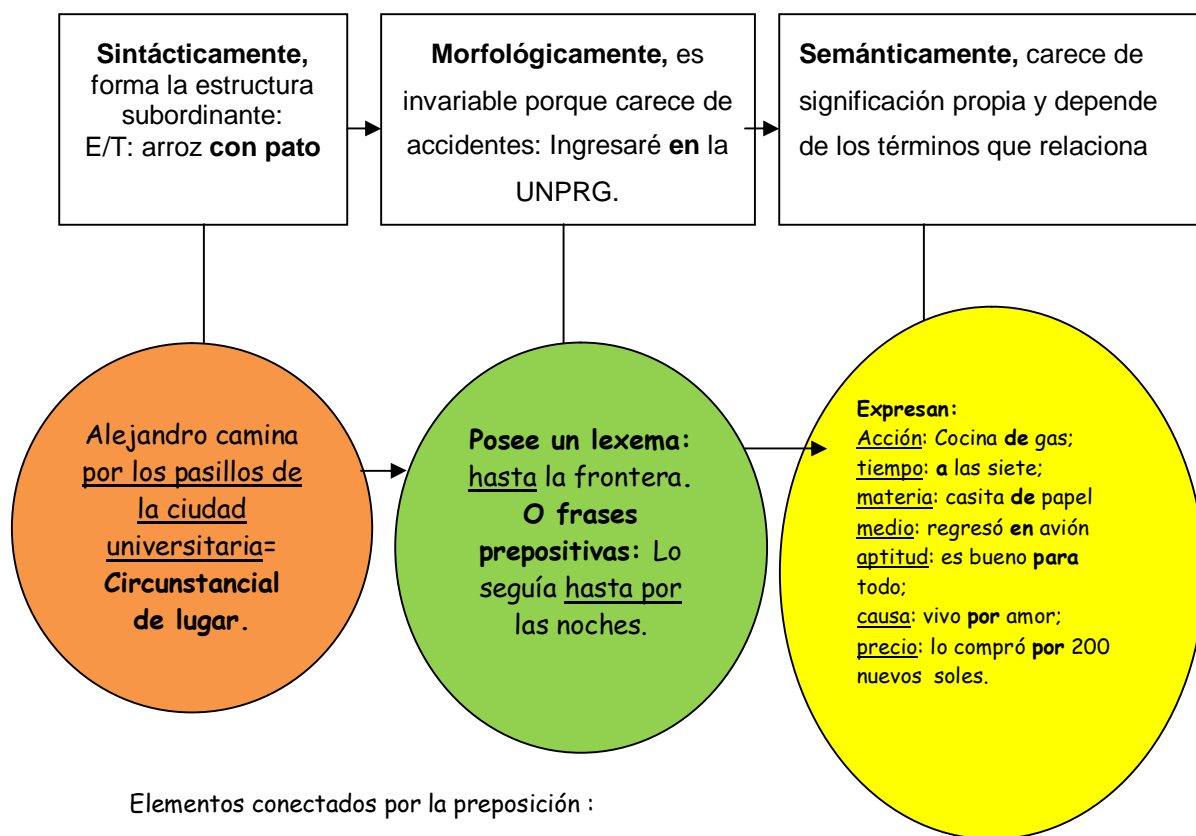 Sintácticamente,
forma la estructura
subordinante:
E/T: arroz con pato
Morfológicamente, es
invariable porque carece de
accidentes: Ingresaré en la
UNPRG.
Semánticamente, carece de
significación propia y depende
de los términos que relaciona
Alejandro camina
por los pasillos de
la ciudad
universitaria=
Circunstancial
de lugar.
Posee un lexema:
hasta la frontera.
O frases
prepositivas: Lo
seguía hasta por
las noches.
Expresan:
Acción: Cocina de gas;
tiempo: a las siete;
materia: casita de papel
medio: regresó en avión
aptitud: es bueno para
todo;
causa: vivo por amor;
precio: lo compró por 200
nuevos soles.
Elementos conectados por la preposición :